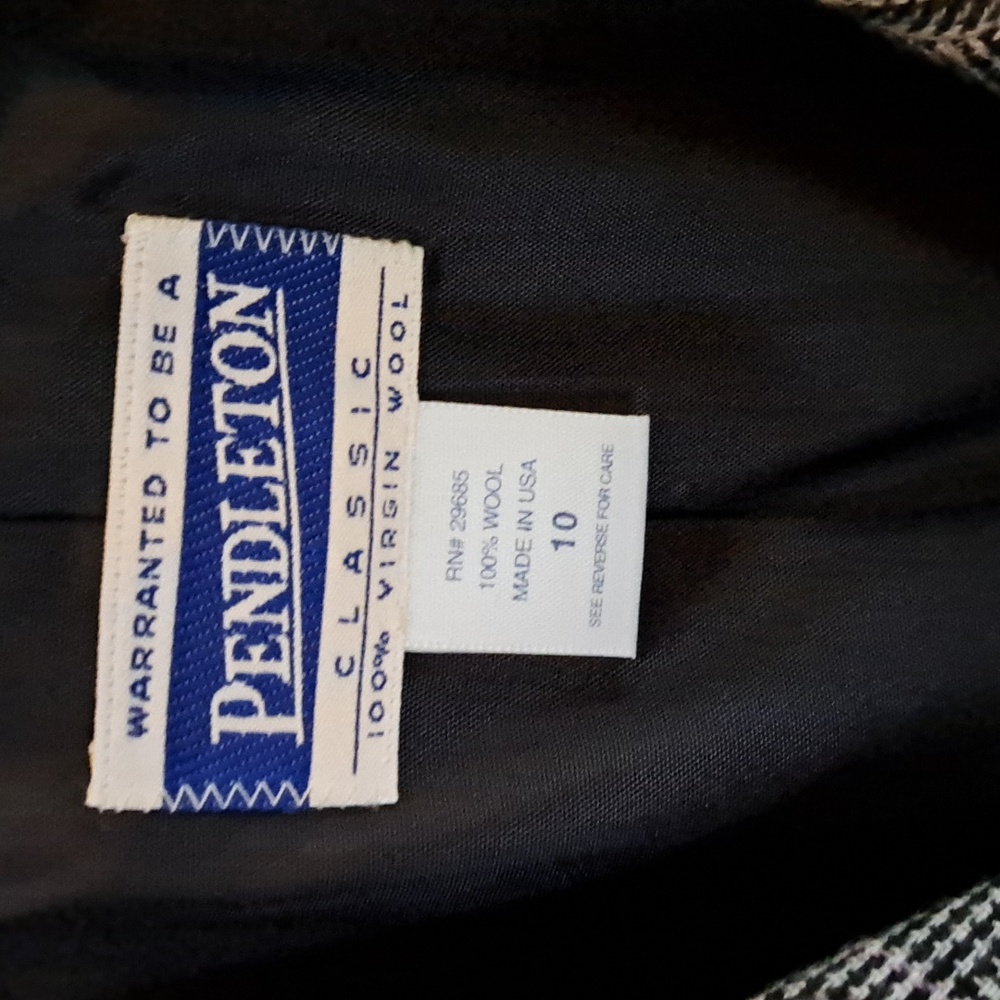 WARRANTED TO BE A
PENDLETON
CLASSIC
100% VIRGIN WOOL
RN# 29685
100% WOOL
MADE IN USA
10
SEE REVERSE FOR CARE